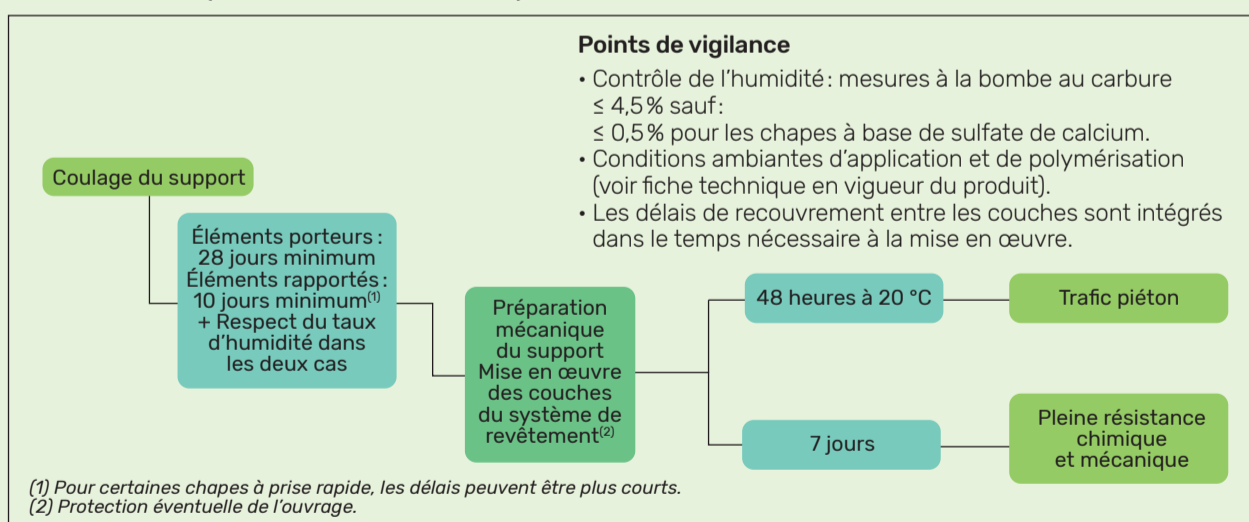 Points de vigilance
• Contrôle de l'humidité : mesures à la bombe au carbure
≤ 4,5 % sauf :
≤ 0,5 % pour les chapes à base de sulfate de calcium.
• Conditions ambiantes d'application et de polymérisation
(voir fiche technique en vigueur du produit).
• Les délais de recouvrement entre les couches sont intégrés
dans le temps nécessaire à la mise en œuvre.
Coulage du support
Éléments porteurs :
28 jours minimum
Éléments rapportés :
10 jours minimum(1)
+ Respect du taux
d'humidité dans
les deux cas
Préparation
mécanique
du support
Mise en œuvre
des couches
du système de
revêtement(2)
48 heures à 20 °C
Trafic piéton
7 jours
Pleine résistance
chimique
et mécanique
(1) Pour certaines chapes à prise rapide, les délais peuvent être plus courts.
(2) Protection éventuelle de l'ouvrage.